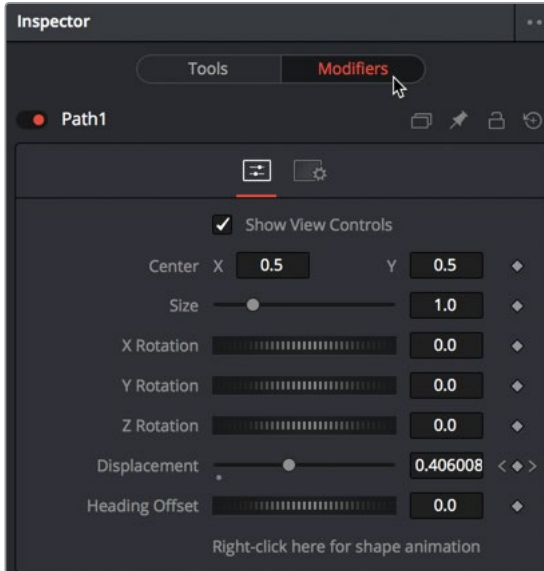 Inspector
Tools Modifiers
Path1
Show View Controls
Center X 0.5 Y 0.5
Size 1.0
X Rotation 0.0
Y Rotation 0.0
Z Rotation 0.0
Displacement 0.406008
Heading Offset 0.0
Right-click here for shape animation